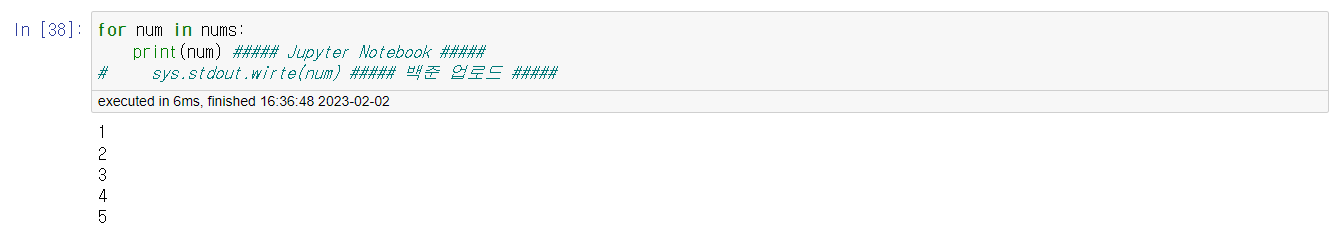 In [38]: for num in nums:
print(num) ##### Jupyter Notebook #####
# sys.stdout.wirte(num) ##### 백준 업로드 #####
executed in 6ms, finished 16:36:48 2023-02-02
1
2
3
4
5